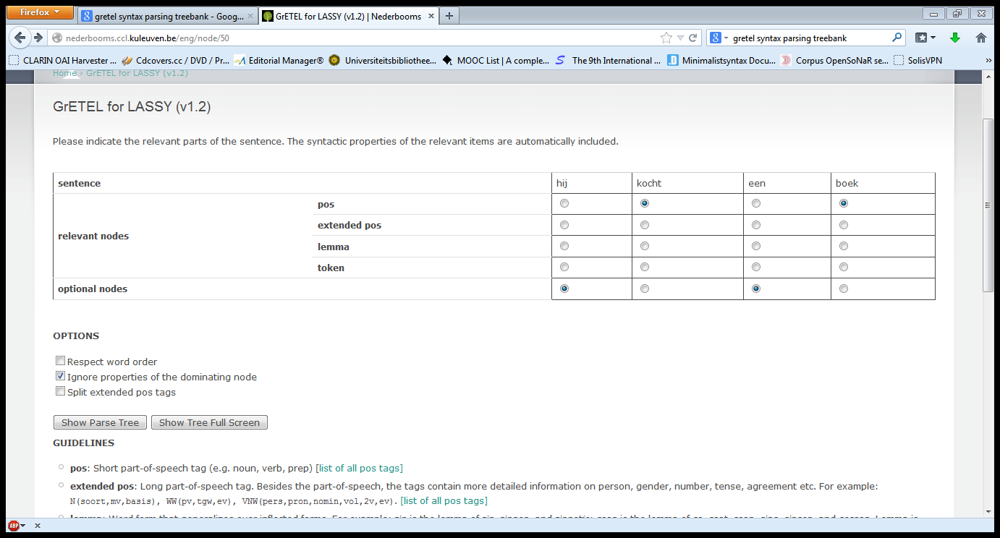 Firefox
gretel syntax parsing treebank - Goog...
GrETEL for LASSY (v1.2) | Nederbooms
nederbooms.ccl.kuleuven.be/eng/node/50
gretel syntax parsing treebank
CLARIN OAI Harvester ... Cdcovers.cc / DVD / Pr... Editorial Manager® Universiteitsbibliothee... MOOC List | A comple... The 9th International ... Minimalistsyntax Docu... Corpus OpenSoNaR se... SolisVPN »
Home › GrETEL for LASSY (v1.2)
GrETEL for LASSY (v1.2)
Please indicate the relevant parts of the sentence. The syntactic properties of the relevant items are automatically included.
sentence hij kocht een boek
relevant nodes
pos
extended pos
lemma
token
optional nodes
OPTIONS
Respect word order
Ignore properties of the dominating node
Split extended pos tags
Show Parse Tree Show Tree Full Screen
GUIDELINES
pos: Short part-of-speech tag (e.g. noun, verb, prep) [list of all pos tags]
extended pos: Long part-of-speech tag. Besides the part-of-speech, the tags contain more detailed information on person, gender, number, tense, agreement etc. For example:
N(soort,mv,basis), WW(pv,tgw,ev), VNW(pers,pron,nomin,vol,2v,ev). [list of all pos tags]
ABP